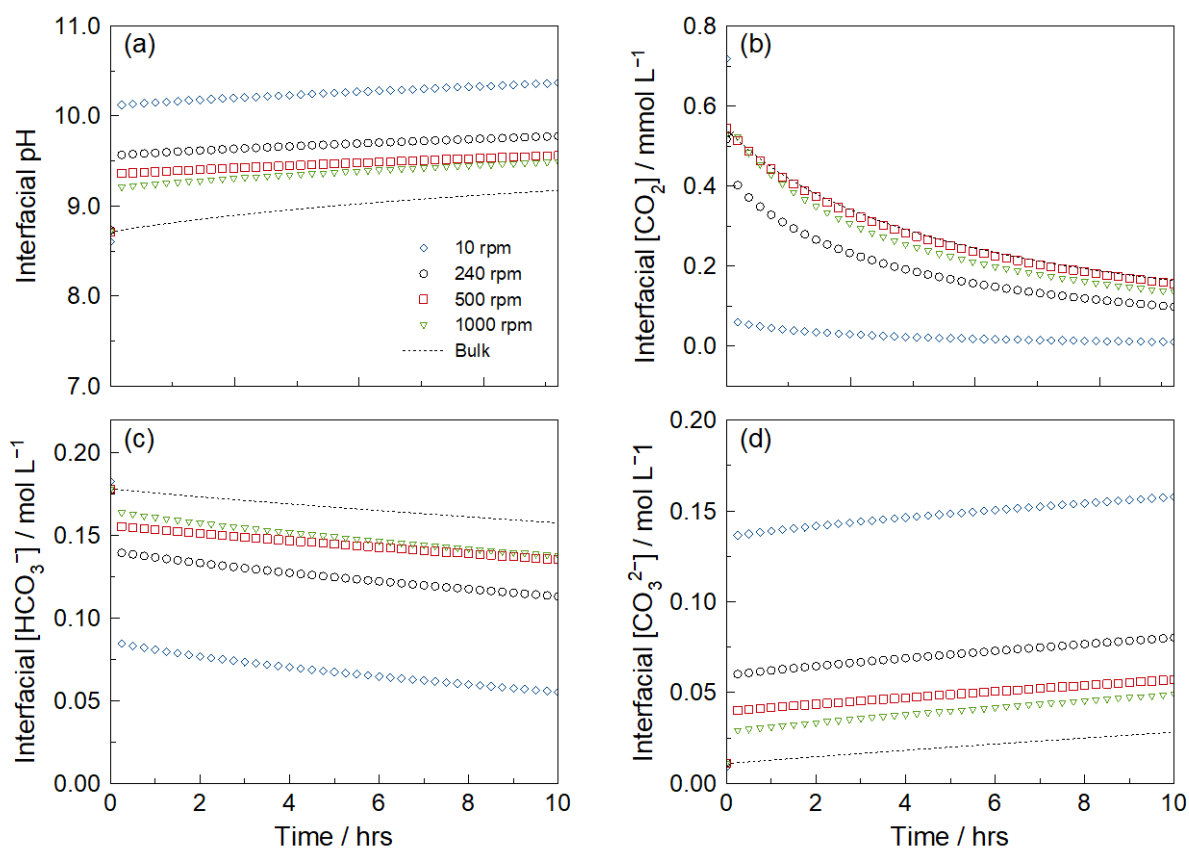 (a)
Interfacial pH
11.0
10.0
9.0
8.0
7.0
10 rpm
240 rpm
500 rpm
1000 rpm
Bulk
(b)
Interfacial [CO₂] / mmol L⁻¹
0.8
0.6
0.4
0.2
0.0
(c)
Interfacial [HCO₃⁻] / mol L⁻¹
0.20
0.15
0.10
0.05
0.00
0 2 4 6 8 10
Time / hrs
(d)
Interfacial [CO₃²⁻] / mol L⁻1
0.20
0.15
0.10
0.05
0.00
0 2 4 6 8 10
Time / hrs